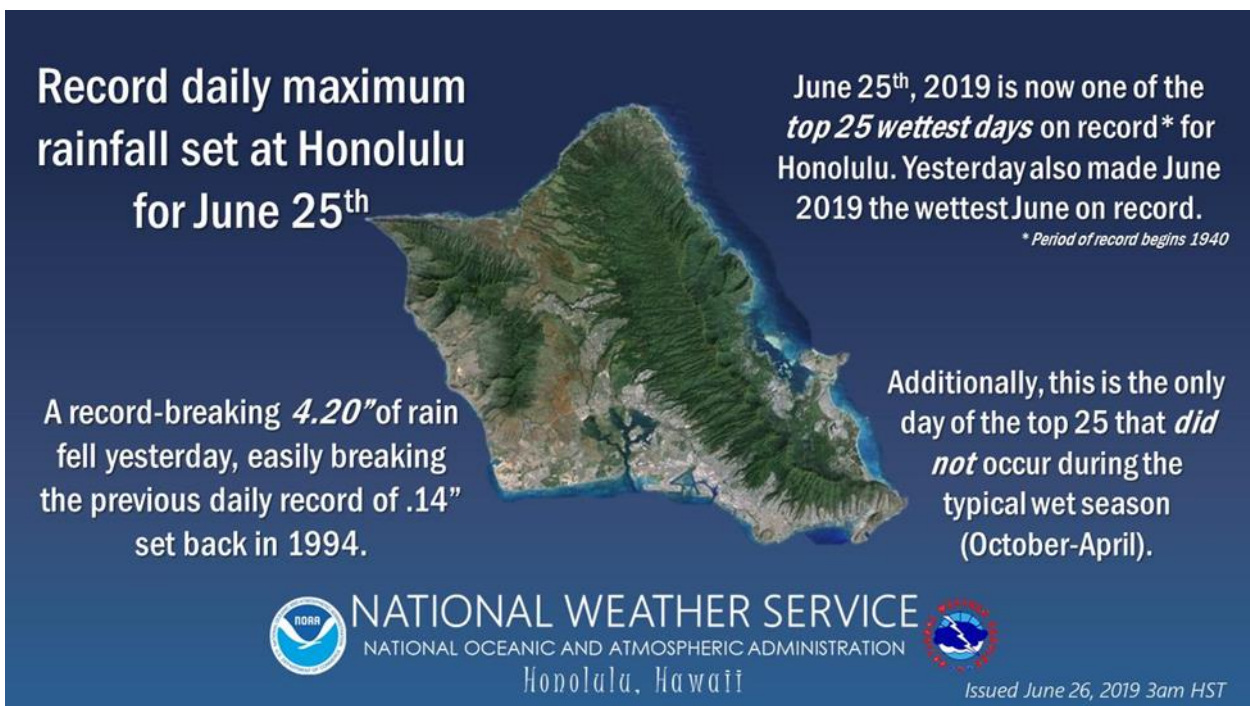 Record daily maximum
rainfall set at Honolulu
for June 25th
June 25th, 2019 is now one of the
top 25 wettest days on record* for
Honolulu. Yesterday also made June
2019 the wettest June on record.
* Period of record begins 1940
A record-breaking 4.20” of rain
fell yesterday, easily breaking
the previous daily record of .14”
set back in 1994.
Additionally, this is the only
day of the top 25 that did
not occur during the
typical wet season
(October-April).
NOAA
NATIONAL WEATHER SERVICE
NATIONAL OCEANIC AND ATMOSPHERIC ADMINISTRATION
Honolulu, Hawaii
Issued June 26, 2019 3am HST